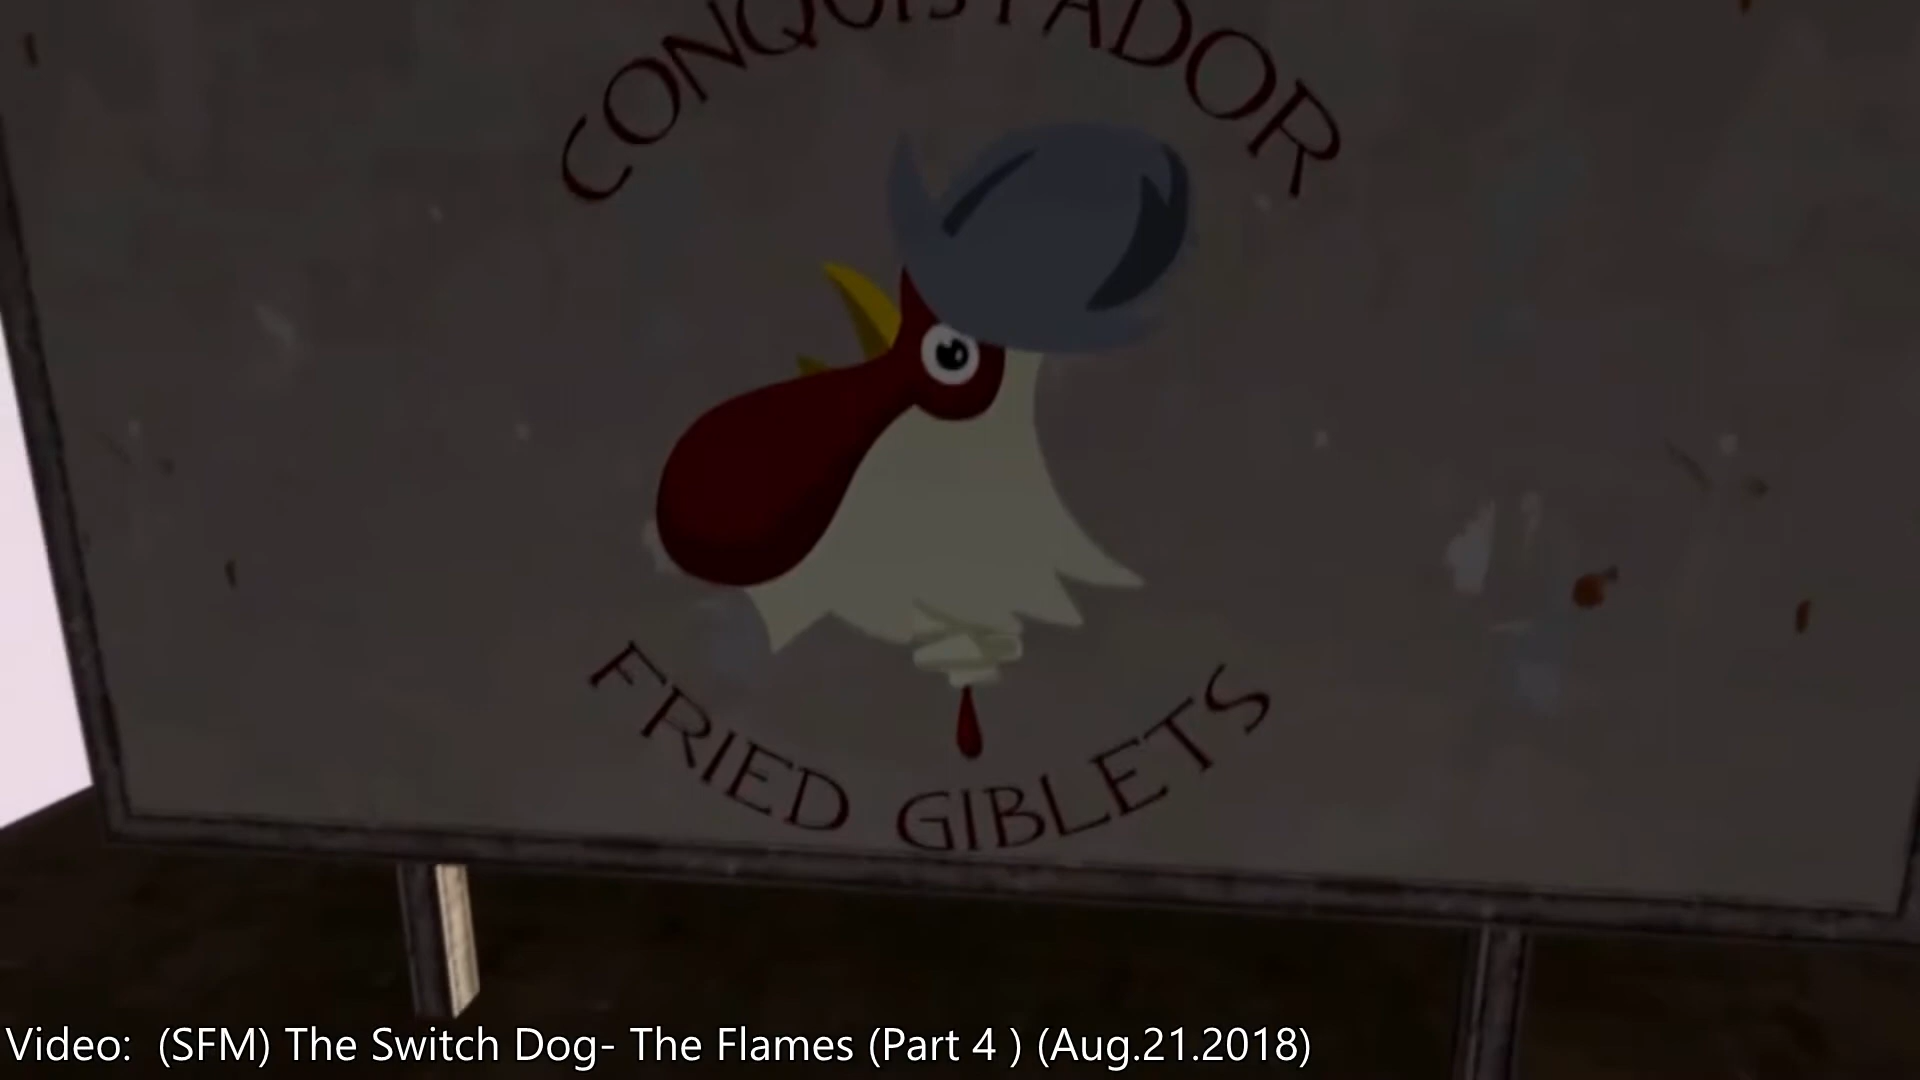 CONQUISTADOR
FRIED GIBLETS
Video:  (SFM) The Switch Dog- The Flames (Part 4 ) (Aug.21.2018)